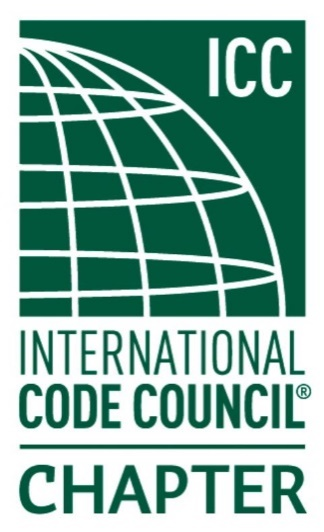 ICC
INTERNATIONAL
CODE COUNCIL®
CHAPTER